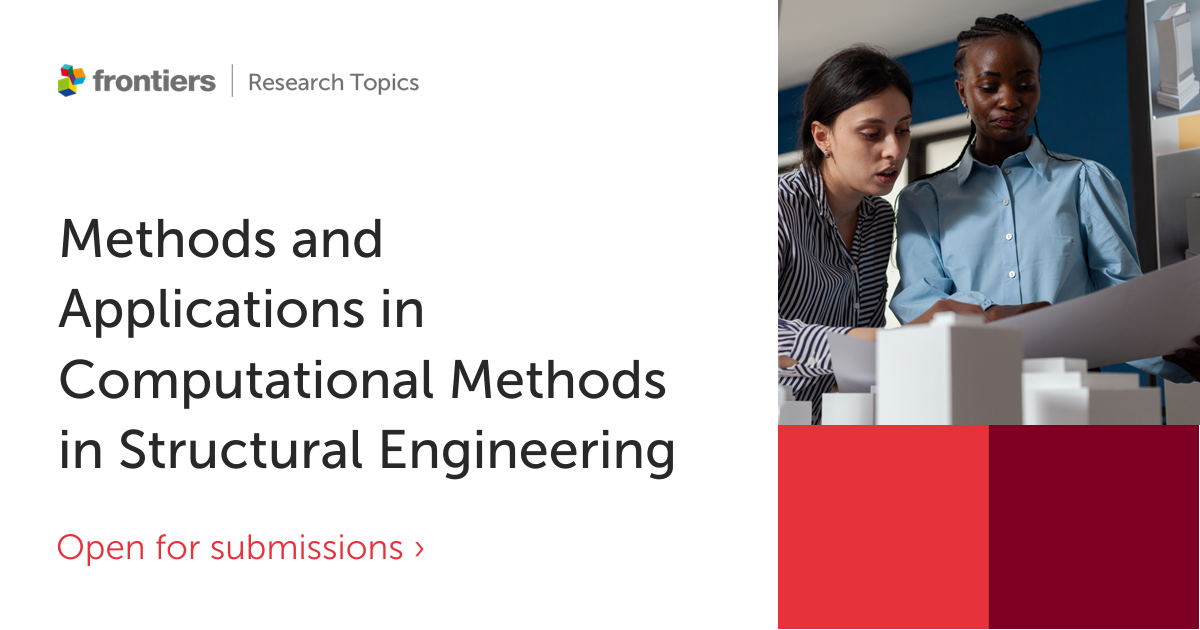 frontiers | Research Topics
Methods and
Applications in
Computational Methods
in Structural Engineering
Open for submissions ›